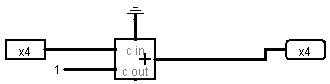 x4 c in x4
+
1 c out